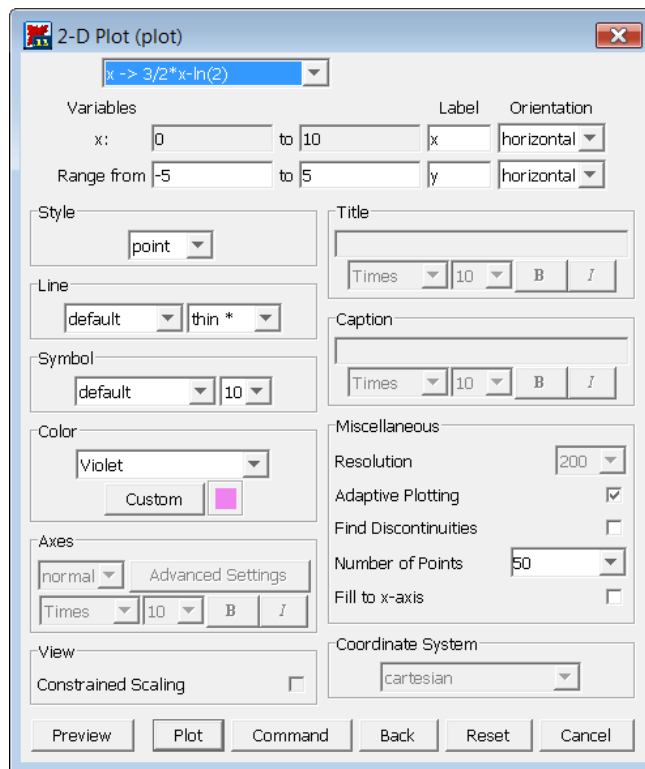 2-D Plot (plot)
x -> 3/2*x-ln(2)
Variables Label Orientation
x: 0 to 10 x horizontal
Range from -5 to 5 y horizontal
Style
point
Line
default thin *
Symbol
default 10
Color
Violet
Custom
Axes
normal Advanced Settings
Times 10 B I
View
Constrained Scaling
Title
Times 10 B I
Caption
Times 10 B I
Miscellaneous
Resolution 200
Adaptive Plotting
Find Discontinuities
Number of Points 50
Fill to x-axis
Coordinate System
cartesian
Preview Plot Command Back Reset Cancel